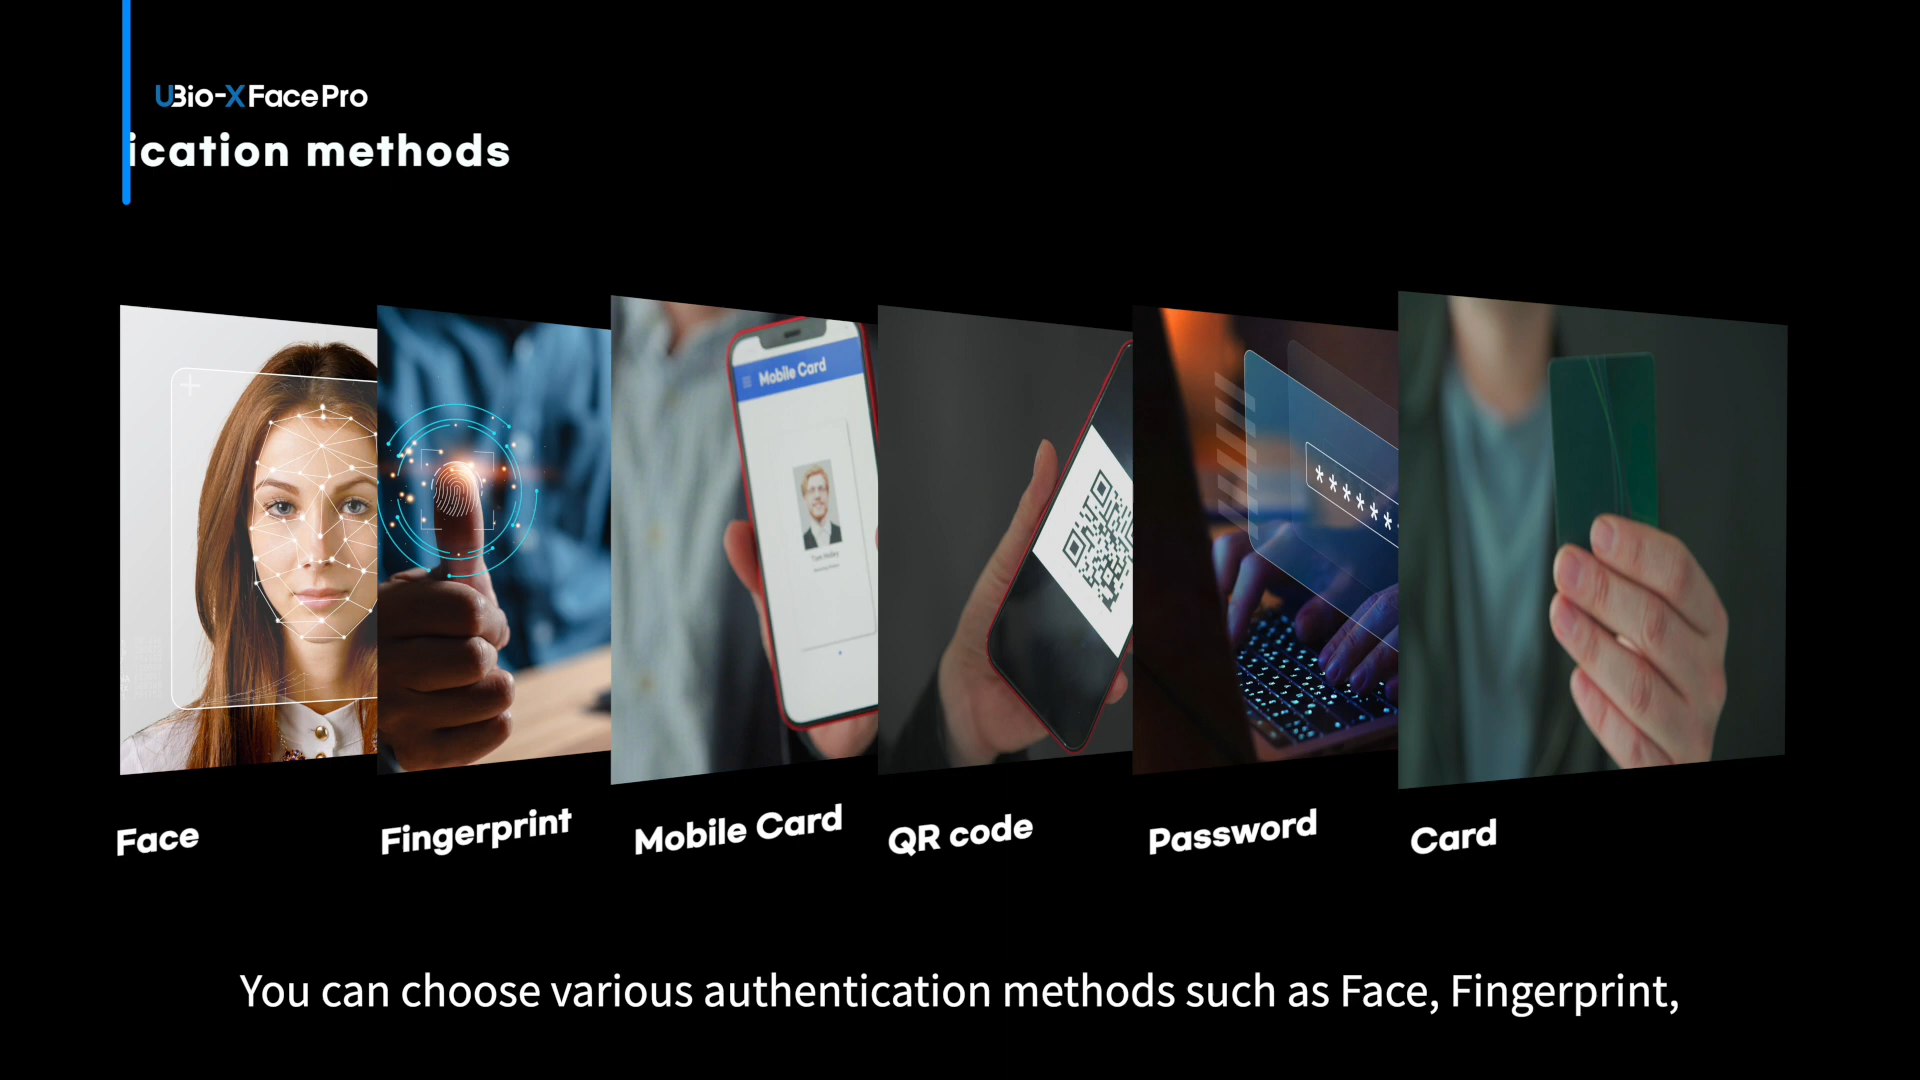 UBio-X Face Pro
ication methods
Mobile Card
******
Face
Fingerprint
Mobile Card
QR code
Password
Card
You can choose various authentication methods such as Face, Fingerprint,